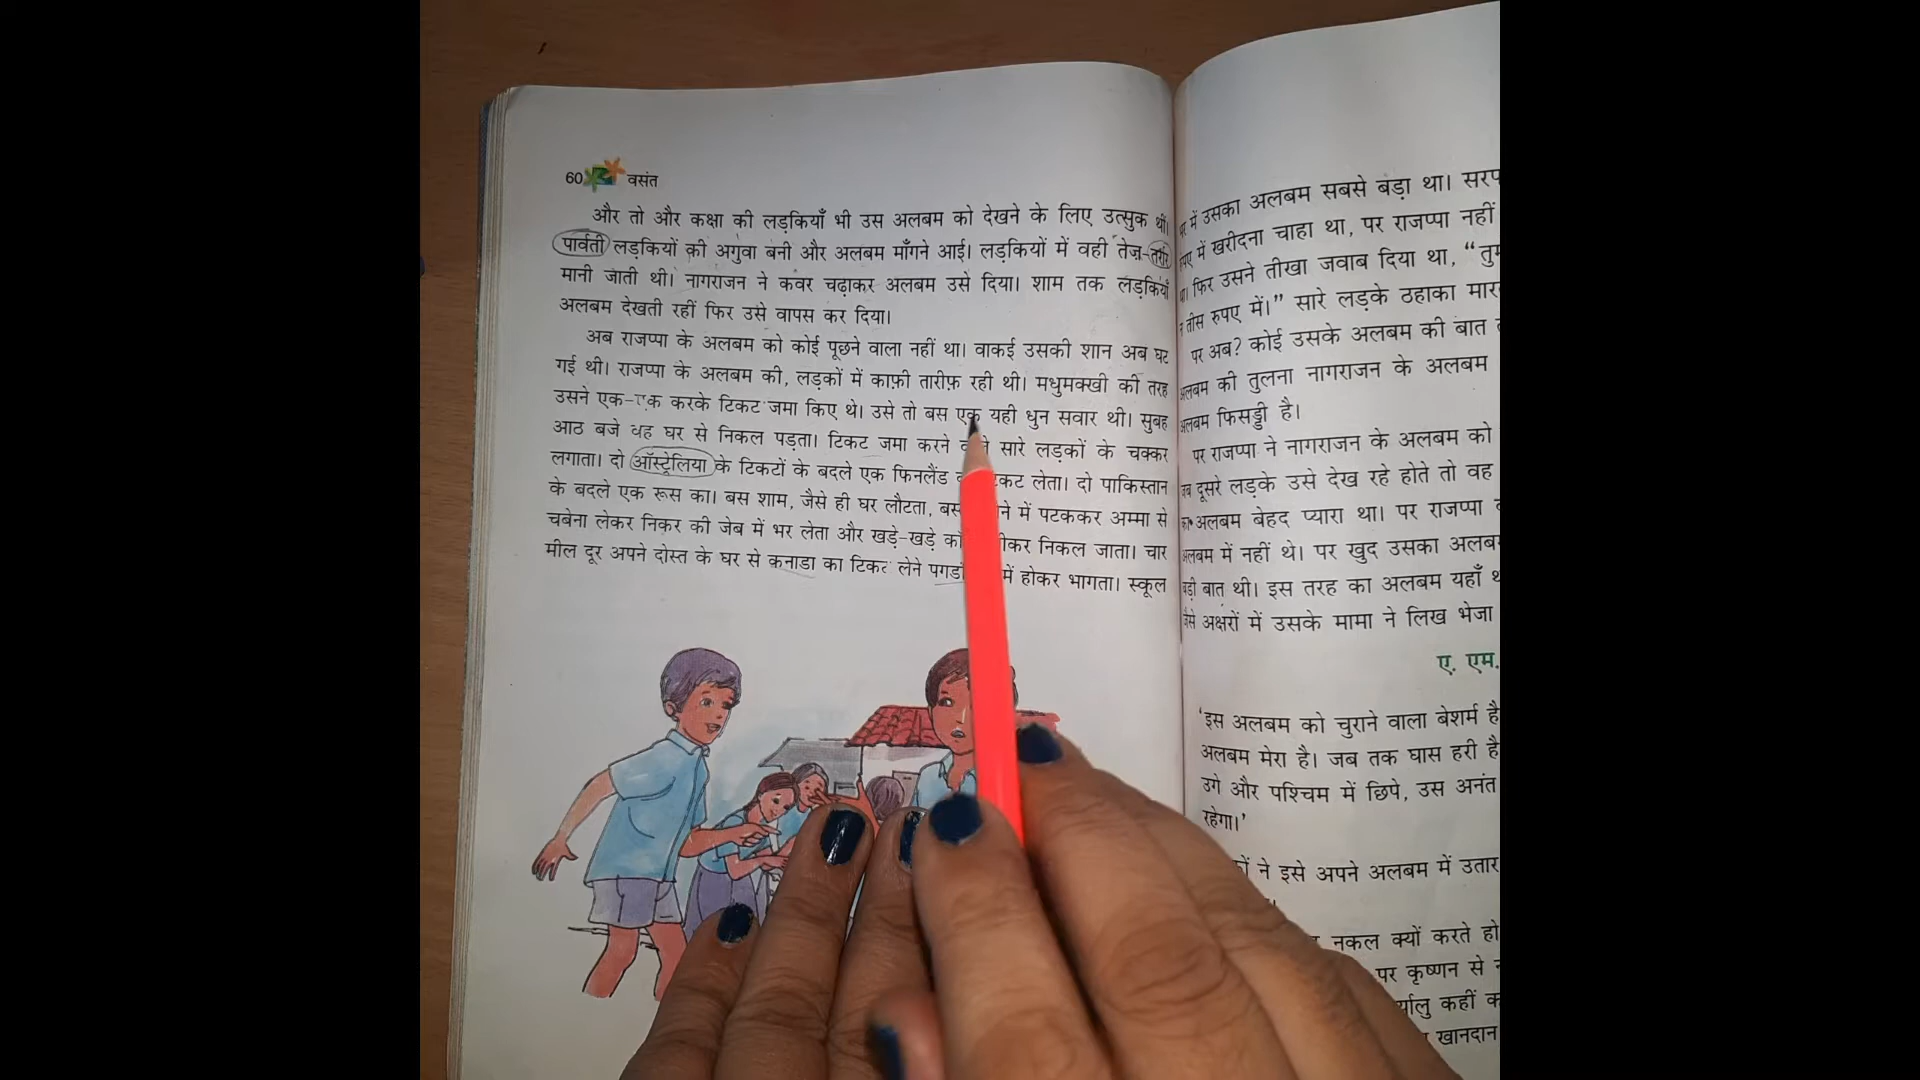 60 वसंत
और तो और कक्षा की लड़कियाँ भी उस अलबम को देखने के लिए उत्सुक थीं।
पार्वती लड़कियों की अगुवा बनी और अलबम माँगने आई। लड़कियों में वही तेज़-तर्रार
मानी जाती थी। नागराजन ने कवर चढ़ाकर अलबम उसे दिया। शाम तक लड़कियाँ
अलबम देखती रहीं फिर उसे वापस कर दिया।
अब राजप्पा के अलबम को कोई पूछने वाला नहीं था। वाकई उसकी शान अब घट
गई थी। राजप्पा के अलबम की, लड़कों में काफ़ी तारीफ़ रही थी। मधुमक्खी की तरह
उसने एक-एक करके टिकट जमा किए थे। उसे तो बस एक यही धुन सवार थी। सुबह
आठ बजे वह घर से निकल पड़ता। टिकट जमा करने सारे लड़कों के चक्कर
लगाता। दो ऑस्ट्रेलिया के टिकटों के बदले एक फिनलैंड लेता। दो पाकिस्तान
के बदले एक रूस का। बस शाम, जैसे ही घर लौटता, में पटककर अम्मा से
चबेना लेकर निकर की जेब में भर लेता और खड़े-खड़े निकल जाता। चार
मील दूर अपने दोस्त के घर से कनाडा का टिकट लेने में होकर भागता। स्कूल
में उसका अलबम सबसे बड़ा था।
में खरीदना चाहा था, पर राजप्पा नहीं
फिर उसने तीखा जवाब दिया था,
तीस रुपए में।” सारे लड़के ठहाका
पर अब? कोई उसके अलबम की बात
अलबम की तुलना नागराजन के अलबम
अलबम फिसड्डी है।
पर राजप्पा ने नागराजन के अलबम को
दूसरे लड़के उसे देख रहे होते तो वह
अलबम बेहद प्यारा था। पर राजप्पा
अलबम में नहीं थे। पर खुद उसका
बड़ी बात थी। इस तरह का अलबम यहाँ
जैसे अक्षरों में उसके मामा ने लिख भेजा
ए. एम.
‘इस अलबम को चुराने वाला बेशर्म है
अलबम मेरा है। जब तक घास हरी है
उगे और पश्चिम में छिपे, उस अनंत
रहेगा।’
ने इसे अपने अलबम में उतार
नकल क्यों करते हो
पर कृष्णन से
कहीं
खानदान